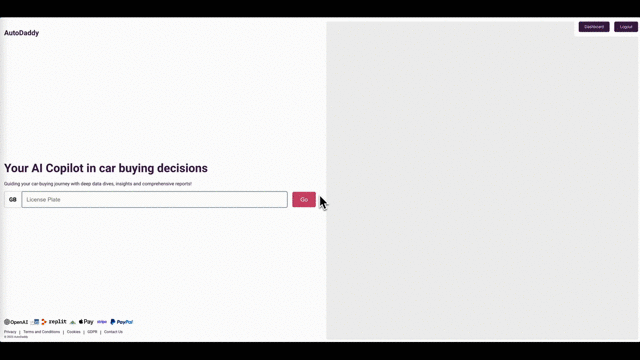 AutoDaddy
Dashboard
Logout
Your AI Copilot in car buying decisions
Guiding your car-buying journey with deep data dives, insights and comprehensive reports!
GB
License Plate
Go
OpenAI
replit
Pay
stripe
PayPal
Privacy | Terms and Conditions | Cookies | GDPR | Contact Us